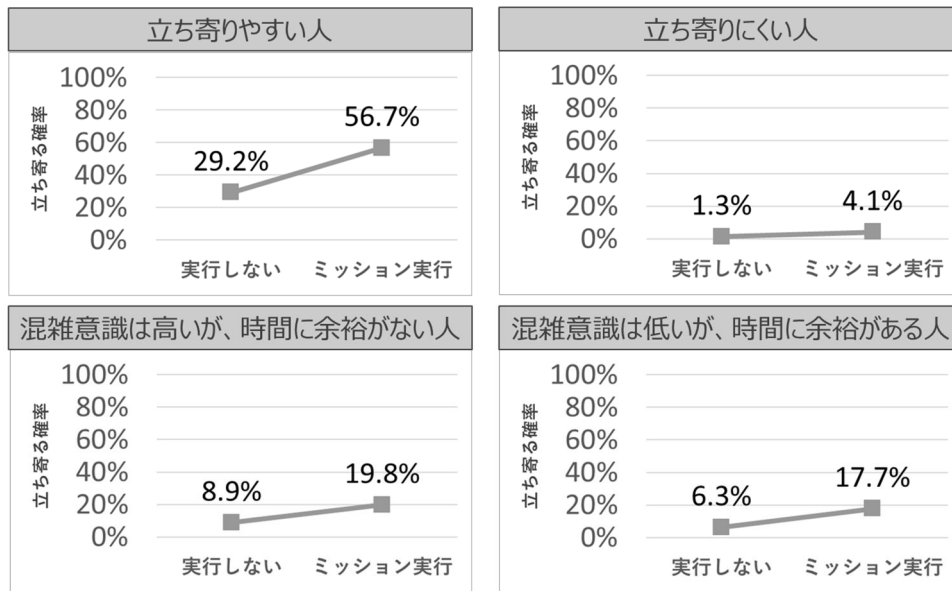 立ち寄りやすい人
立ち寄る確率
100%
80%
60%
40%
20%
0%
29.2%
56.7%
実行しない ミッション実行
立ち寄りにくい人
立ち寄る確率
100%
80%
60%
40%
20%
0%
1.3%
4.1%
実行しない ミッション実行
混雑意識は高いが、時間に余裕がない人
立ち寄る確率
100%
80%
60%
40%
20%
0%
8.9%
19.8%
実行しない ミッション実行
混雑意識は低いが、時間に余裕がある人
立ち寄る確率
100%
80%
60%
40%
20%
0%
6.3%
17.7%
実行しない ミッション実行